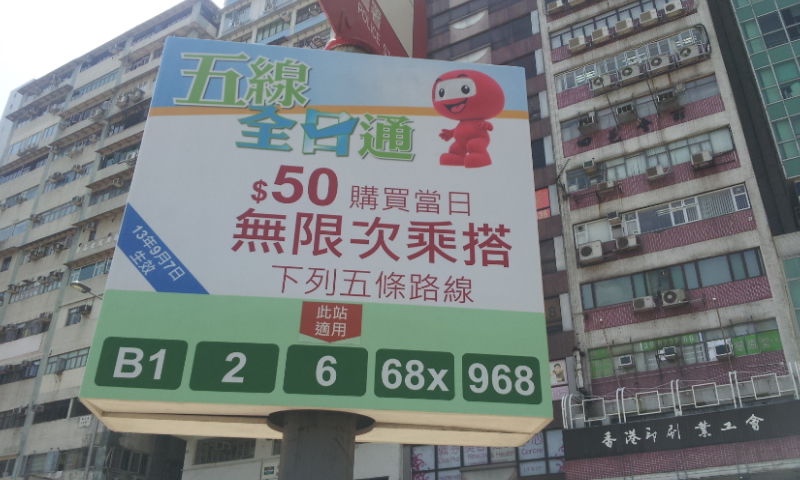 五線
全日通
$50 購買當日
無限次乘搭
下列五條路線
13年9月7日
生效
此站
適用
B1 2 6 68x 968
香港印刷業工會